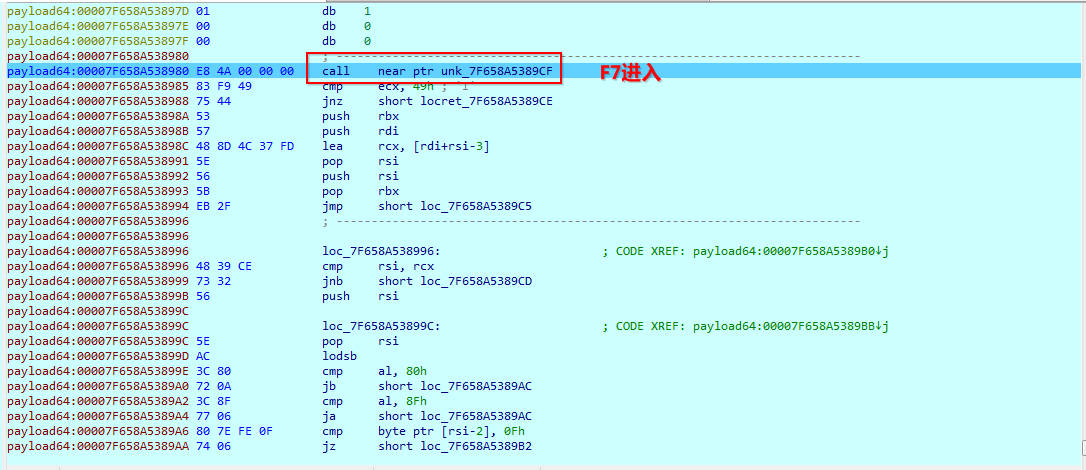 payload64:00007F658A53897D 01 db 1
payload64:00007F658A53897E 00 db 0
payload64:00007F658A53897F 00 db 0
payload64:00007F658A538980 ; ---------------------------------------------------------------------------
payload64:00007F658A538980 E8 4A 00 00 00 call near ptr unk_7F658A5389CF F7进入
payload64:00007F658A538985 83 F9 49 cmp ecx, 49h ; 'I'
payload64:00007F658A538988 75 44 jnz short locret_7F658A5389CE
payload64:00007F658A53898A 53 push rbx
payload64:00007F658A53898B 57 push rdi
payload64:00007F658A53898C 48 8D 4C 37 FD lea rcx, [rdi+rsi-3]
payload64:00007F658A538991 5E pop rsi
payload64:00007F658A538992 56 push rsi
payload64:00007F658A538993 5B pop rbx
payload64:00007F658A538994 EB 2F jmp short loc_7F658A5389C5
payload64:00007F658A538996 ; ---------------------------------------------------------------------------
payload64:00007F658A538996
payload64:00007F658A538996 loc_7F658A538996: ; CODE XREF: payload64:00007F658A5389B0↓j
payload64:00007F658A538996 48 39 CE cmp rsi, rcx
payload64:00007F658A538999 73 32 jnb short loc_7F658A5389CD
payload64:00007F658A53899B 56 push rsi
payload64:00007F658A53899C
payload64:00007F658A53899C loc_7F658A53899C: ; CODE XREF: payload64:00007F658A5389BB↓j
payload64:00007F658A53899C 5E pop rsi
payload64:00007F658A53899D AC lodsb
payload64:00007F658A53899E 3C 80 cmp al, 80h
payload64:00007F658A5389A0 72 0A jb short loc_7F658A5389AC
payload64:00007F658A5389A2 3C 8F cmp al, 8Fh
payload64:00007F658A5389A4 77 06 ja short loc_7F658A5389AC
payload64:00007F658A5389A6 80 7E FE 0F cmp byte ptr [rsi-2], 0Fh
payload64:00007F658A5389AA 74 06 jz short loc_7F658A5389B2